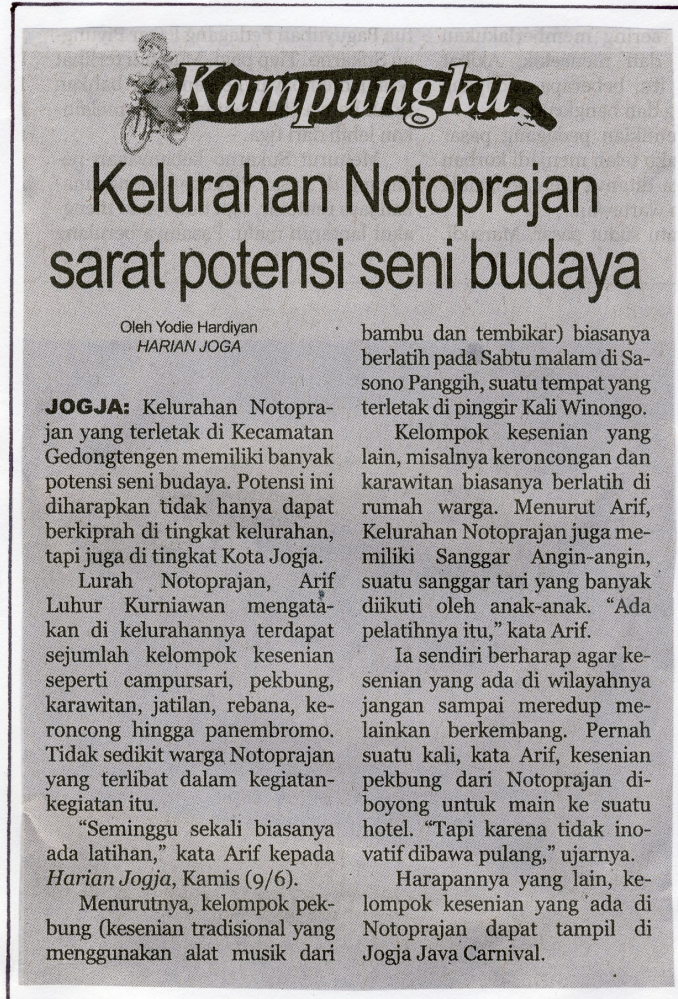 Kampungku
Kelurahan Notoprajan
sarat potensi seni budaya
Oleh Yodie Hardiyan
HARIAN JOGA
JOGJA: Kelurahan Notopra-
jan yang terletak di Kecamatan
Gedongtengen memiliki banyak
potensi seni budaya. Potensi ini
diharapkan tidak hanya dapat
berkiprah di tingkat kelurahan,
tapi juga di tingkat Kota Jogja.
Lurah Notoprajan, Arif
Luhur Kurniawan mengata-
kan di kelurahannya terdapat
sejumlah kelompok kesenian
seperti campursari, pekbung,
karawitan, jatilan, rebana, ke-
roncong hingga panembromo.
Tidak sedikit warga Notoprajan
yang terlibat dalam kegiatan-
kegiatan itu.
“Seminggu sekali biasanya
ada latihan,” kata Arif kepada
Harian Jogja, Kamis (9/6).
Menurutnya, kelompok pek-
bung (kesenian tradisional yang
menggunakan alat musik dari
bambu dan tembikar) biasanya
berlatih pada Sabtu malam di Sa-
sono Panggih, suatu tempat yang
terletak di pinggir Kali Winongo.
Kelompok kesenian yang
lain, misalnya keroncongan dan
karawitan biasanya berlatih di
rumah warga. Menurut Arif,
Kelurahan Notoprajan juga me-
miliki Sanggar Angin-angin,
suatu sanggar tari yang banyak
diikuti oleh anak-anak. “Ada
pelatihnya itu,” kata Arif.
Ia sendiri berharap agar ke-
senian yang ada di wilayahnya
jangan sampai meredup me-
lainkan berkembang. Pernah
suatu kali, kata Arif, kesenian
pekbung dari Notoprajan di-
boyong untuk main ke suatu
hotel. “Tapi karena tidak ino-
vatif dibawa pulang,” ujarnya.
Harapannya yang lain, ke-
lompok kesenian yang ada di
Notoprajan dapat tampil di
Jogja Java Carnival.